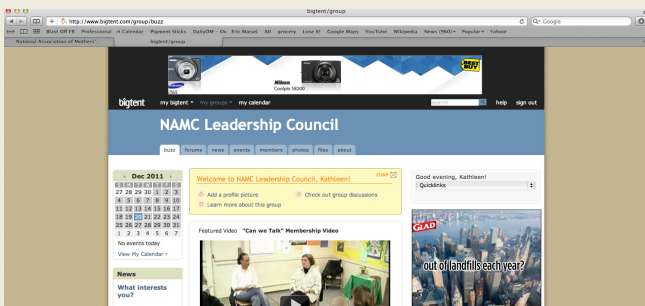 bigtent/group
http://www.bigtent.com/group/buzz
Google
Blast Off FB Professional...H Calendar Pigment Sticks DailyOM - Ov...Eric Maisel All grocery Lose It! Google Maps YouTube Wikipedia News (960) Popular Yahoo!
National Association of Mothers'...
bigtent/group
SAMSUNG
Nikon
Coolpix S8200
BEST BUY
bigtent my bigtent my groups my calendar
search
help sign out
NAMC Leadership Council
buzz forums news events members photos files about
Dec 2011
S M T W T F S
27 28 29 30 1 2 3
4 5 6 7 8 9 10
11 12 13 14 15 16 17
18 19 20 21 22 23 24
25 26 27 28 29 30 31
1 2 3 4 5 6 7
No events today
View My Calendar
News
What interests
you?
close
Welcome to NAMC Leadership Council, Kathleen!
Add a profile picture
Check out group discussions
Learn more about this group
Featured Video "Can we Talk" Membership Video
Good evening, Kathleen!
Quicklinks
GLAD
out of landfills each year?